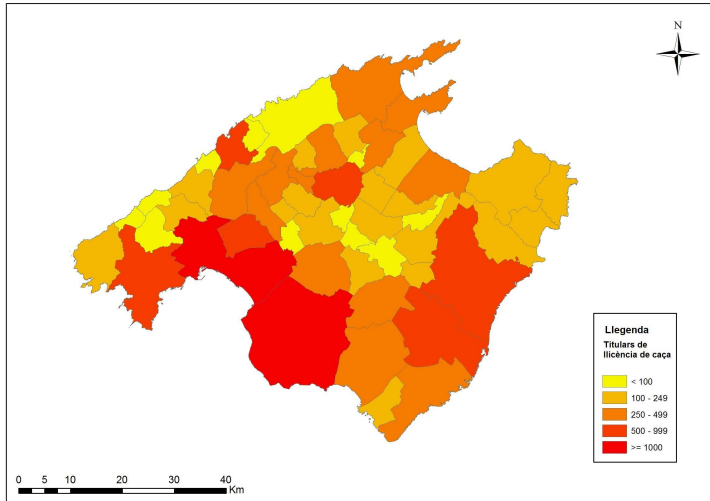 N
Llegenda
Titulars de
llicència de caça
< 100
100 - 249
250 - 499
500 - 999
>= 1000
0 5 10 20 30 40
Km